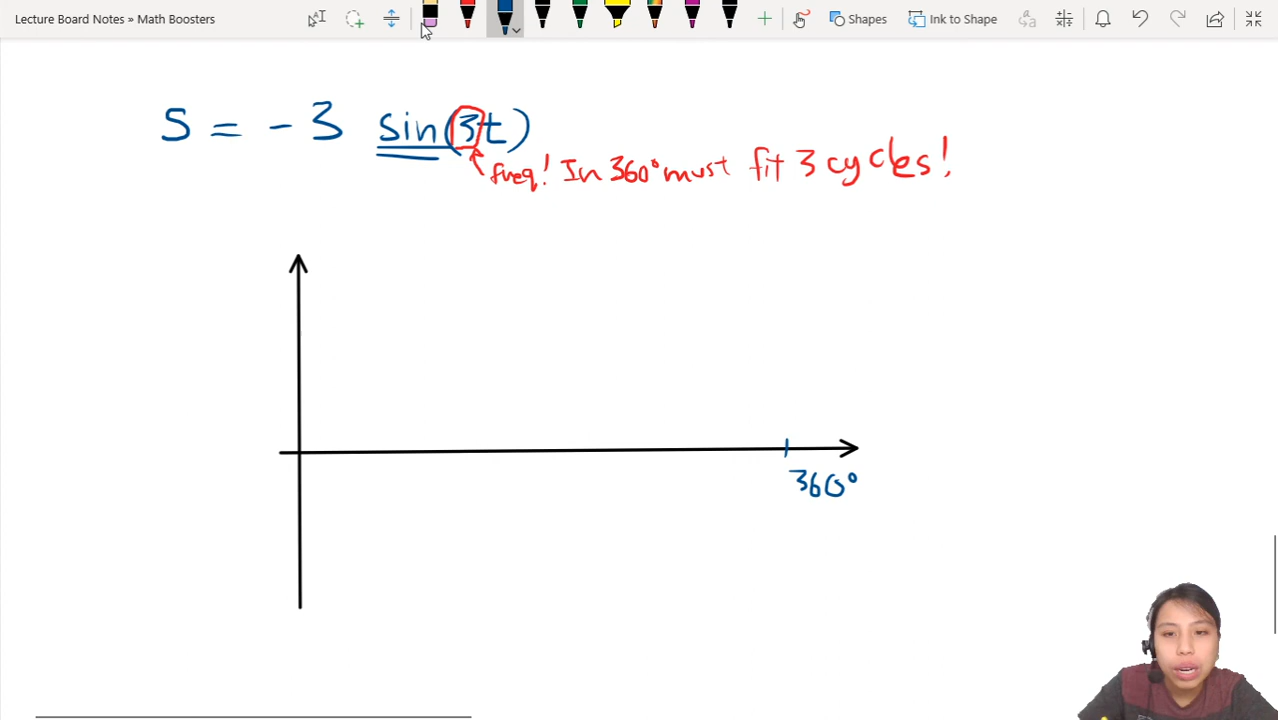 Lecture Board Notes » Math Boosters
Shapes
Ink to Shape
S = - 3 sin(3t)
freq! In 360° must fit 3 cycles!
360°